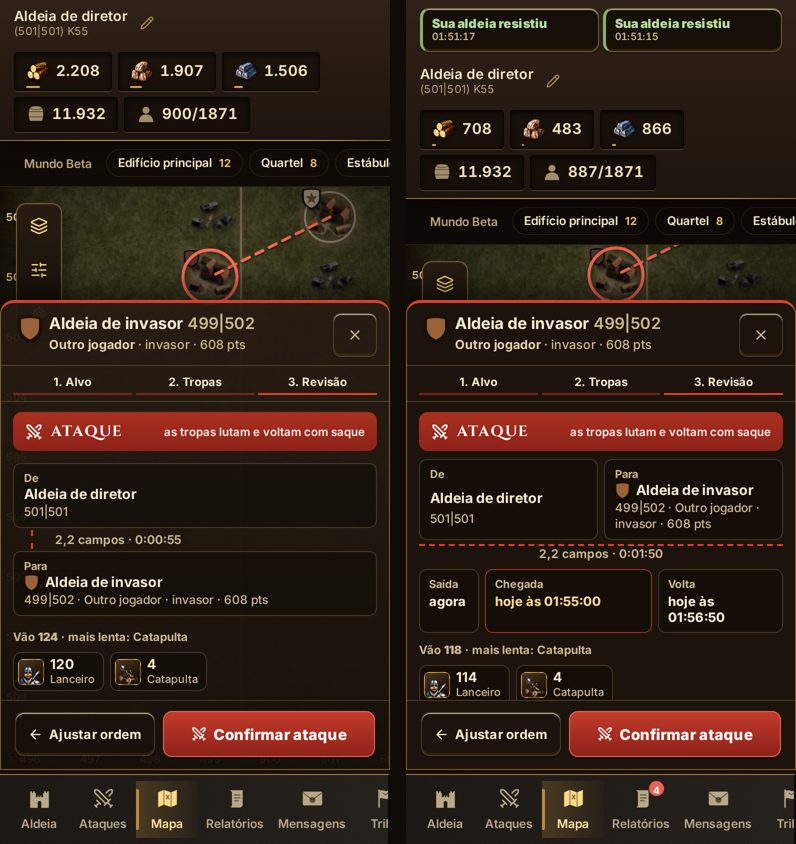 Aldeia de diretor
(501|501) K55
2.208
1.907
1.506
11.932
900/1871
Mundo Beta
Edifício principal 12
Quartel 8
Estábul
50
50
Aldeia de invasor 499|502
Outro jogador · invasor · 608 pts
1. Alvo
2. Tropas
3. Revisão
ATAQUE
as tropas lutam e voltam com saque
De
Aldeia de diretor
501|501
2,2 campos · 0:00:55
Para
Aldeia de invasor
499|502 · Outro jogador · invasor · 608 pts
Vão 124 · mais lenta: Catapulta
120
Lanceiro
4
Catapulta
Ajustar ordem
Confirmar ataque
Aldeia
Ataques
Mapa
Relatórios
Mensagens
Trib
Sua aldeia resistiu
01:51:17
Sua aldeia resistiu
01:51:15
Aldeia de diretor
(501|501) K55
708
483
866
11.932
887/1871
Mundo Beta
Edifício principal 12
Quartel 8
Estábul
50
Aldeia de invasor 499|502
Outro jogador · invasor · 608 pts
1. Alvo
2. Tropas
3. Revisão
ATAQUE
as tropas lutam e voltam com saque
De
Aldeia de diretor
501|501
Para
Aldeia de invasor
499|502 · Outro jogador ·
invasor · 608 pts
2,2 campos · 0:01:50
Saída
agora
Chegada
hoje às 01:55:00
Volta
hoje às
01:56:50
Vão 118 · mais lenta: Catapulta
114
Lanceiro
4
Catapulta
Ajustar ordem
Confirmar ataque
Aldeia
Ataques
Mapa
4
Relatórios
Mensagens
Trib